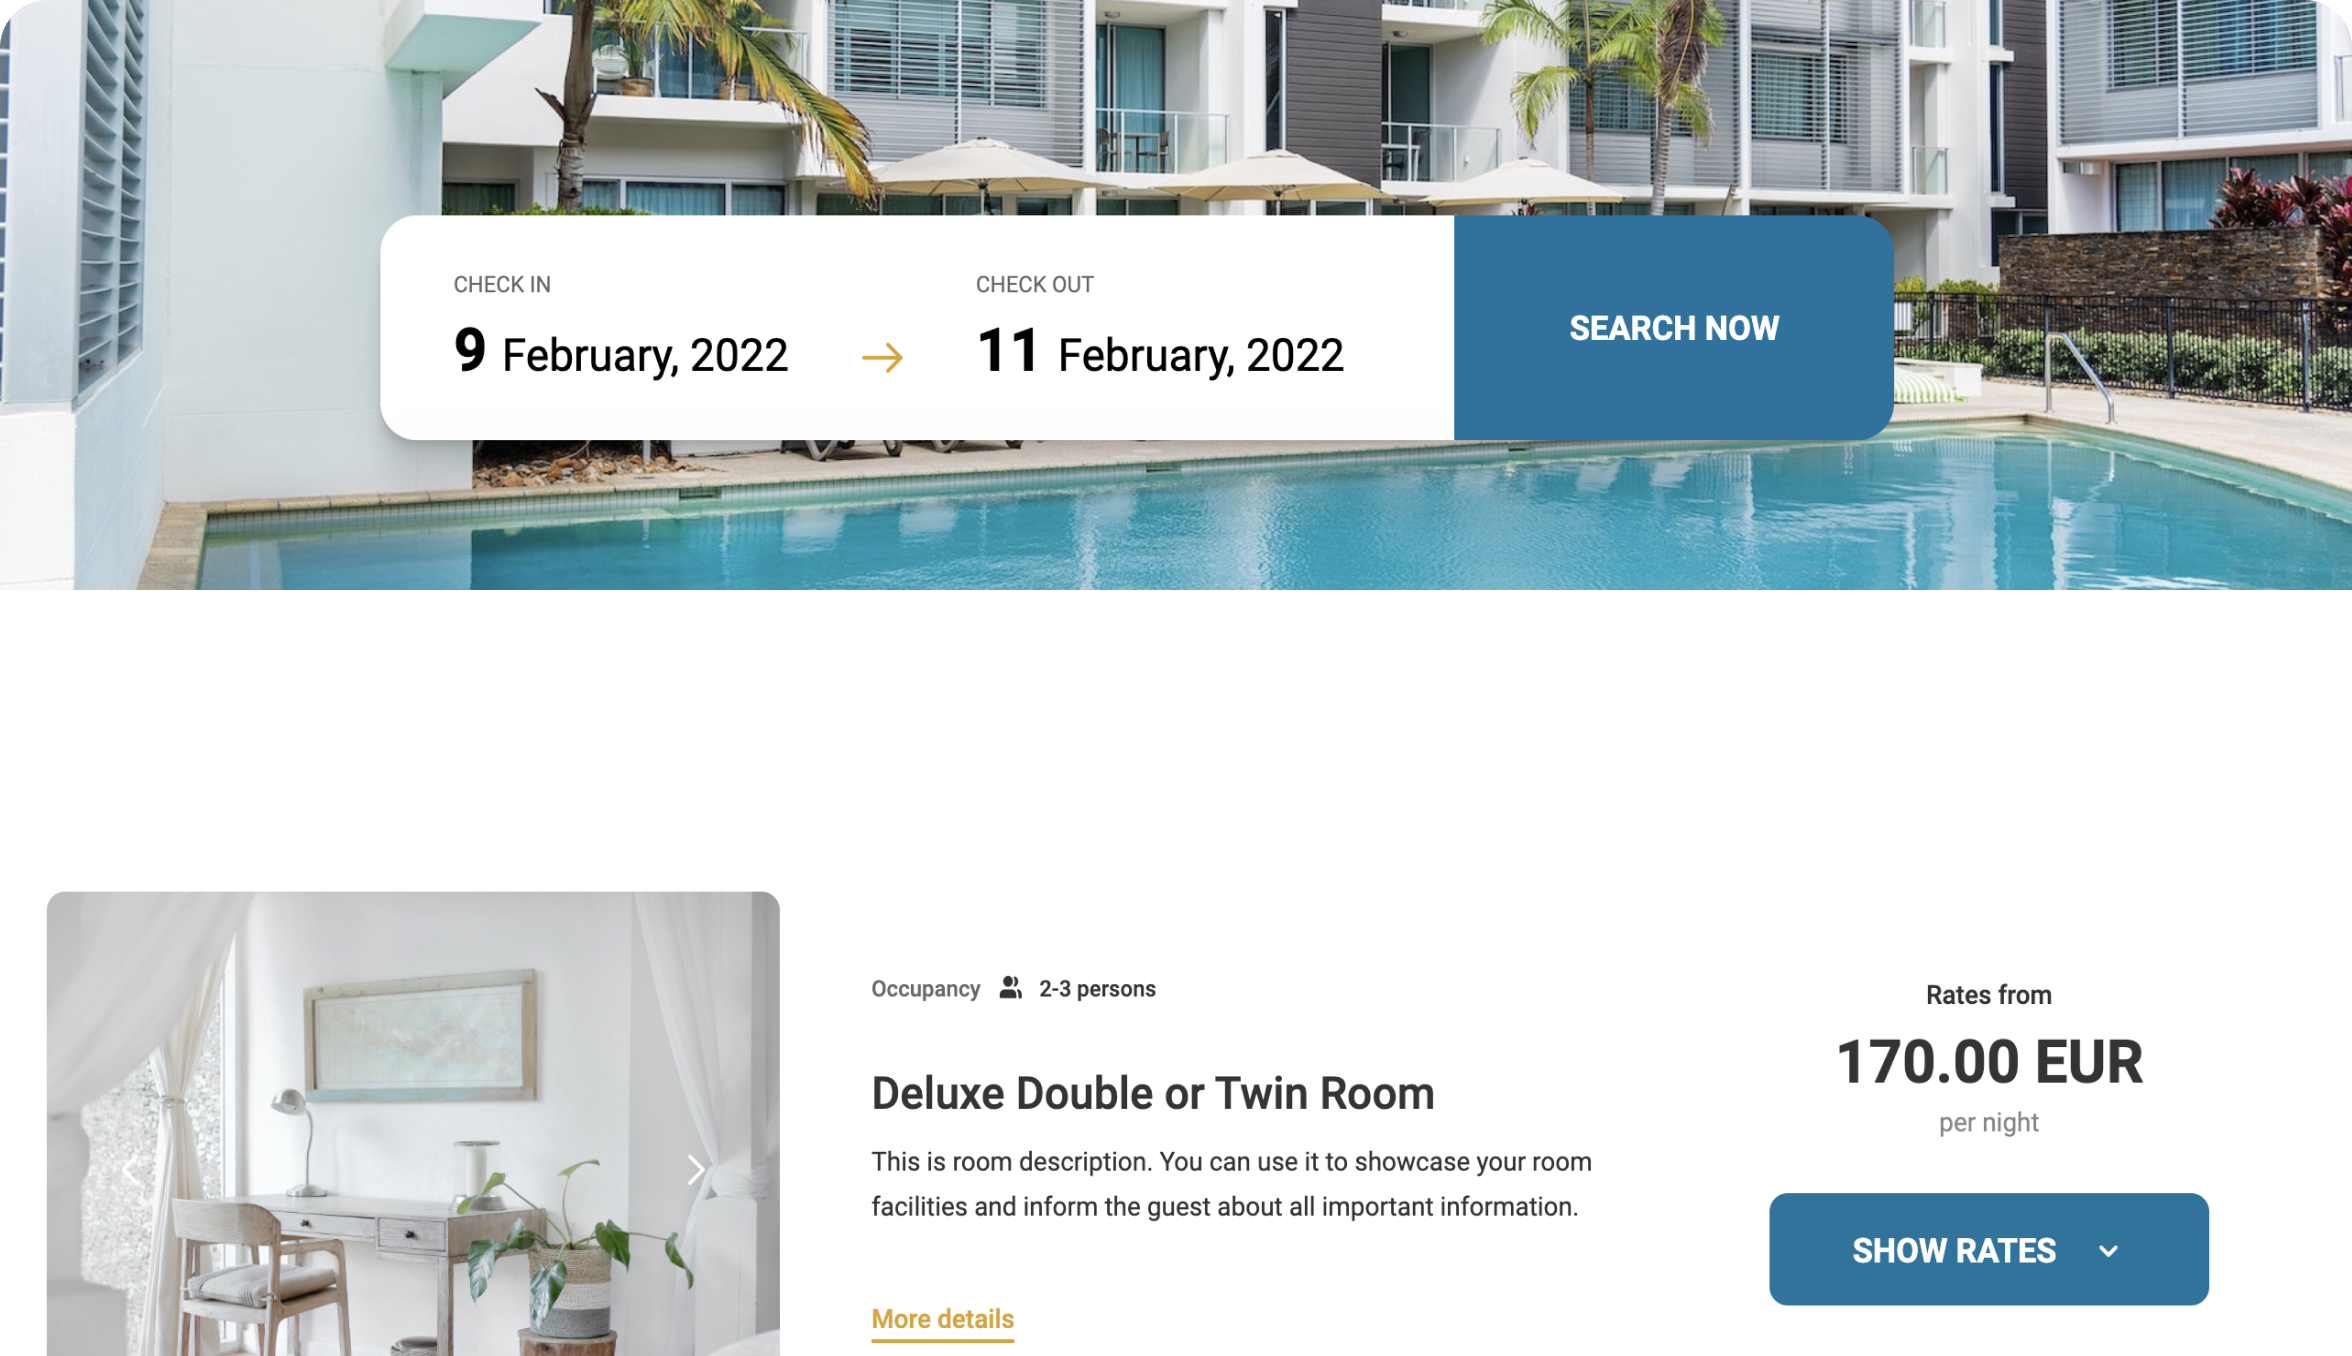 CHECK IN
9 February, 2022
CHECK OUT
11 February, 2022
SEARCH NOW
Occupancy 2-3 persons
Deluxe Double or Twin Room
This is room description. You can use it to showcase your room
facilities and inform the guest about all important information.
More details
Rates from
170.00 EUR
per night
SHOW RATES